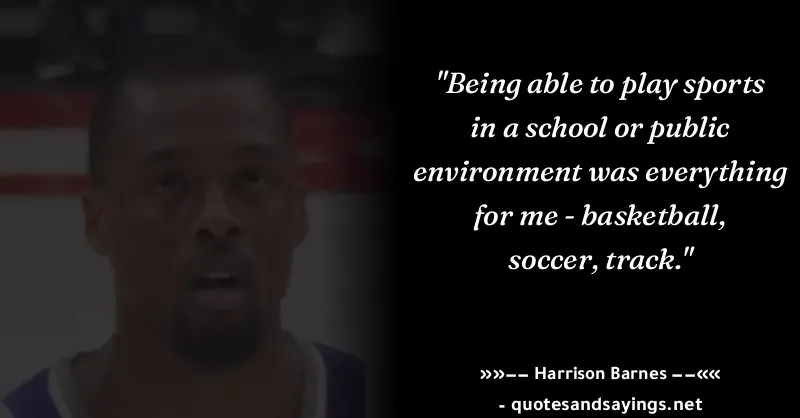 "Being able to play sports
in a school or public
environment was everything
for me - basketball,
soccer, track."
»»−− Harrison Barnes −−««
- quotesandsayings.net